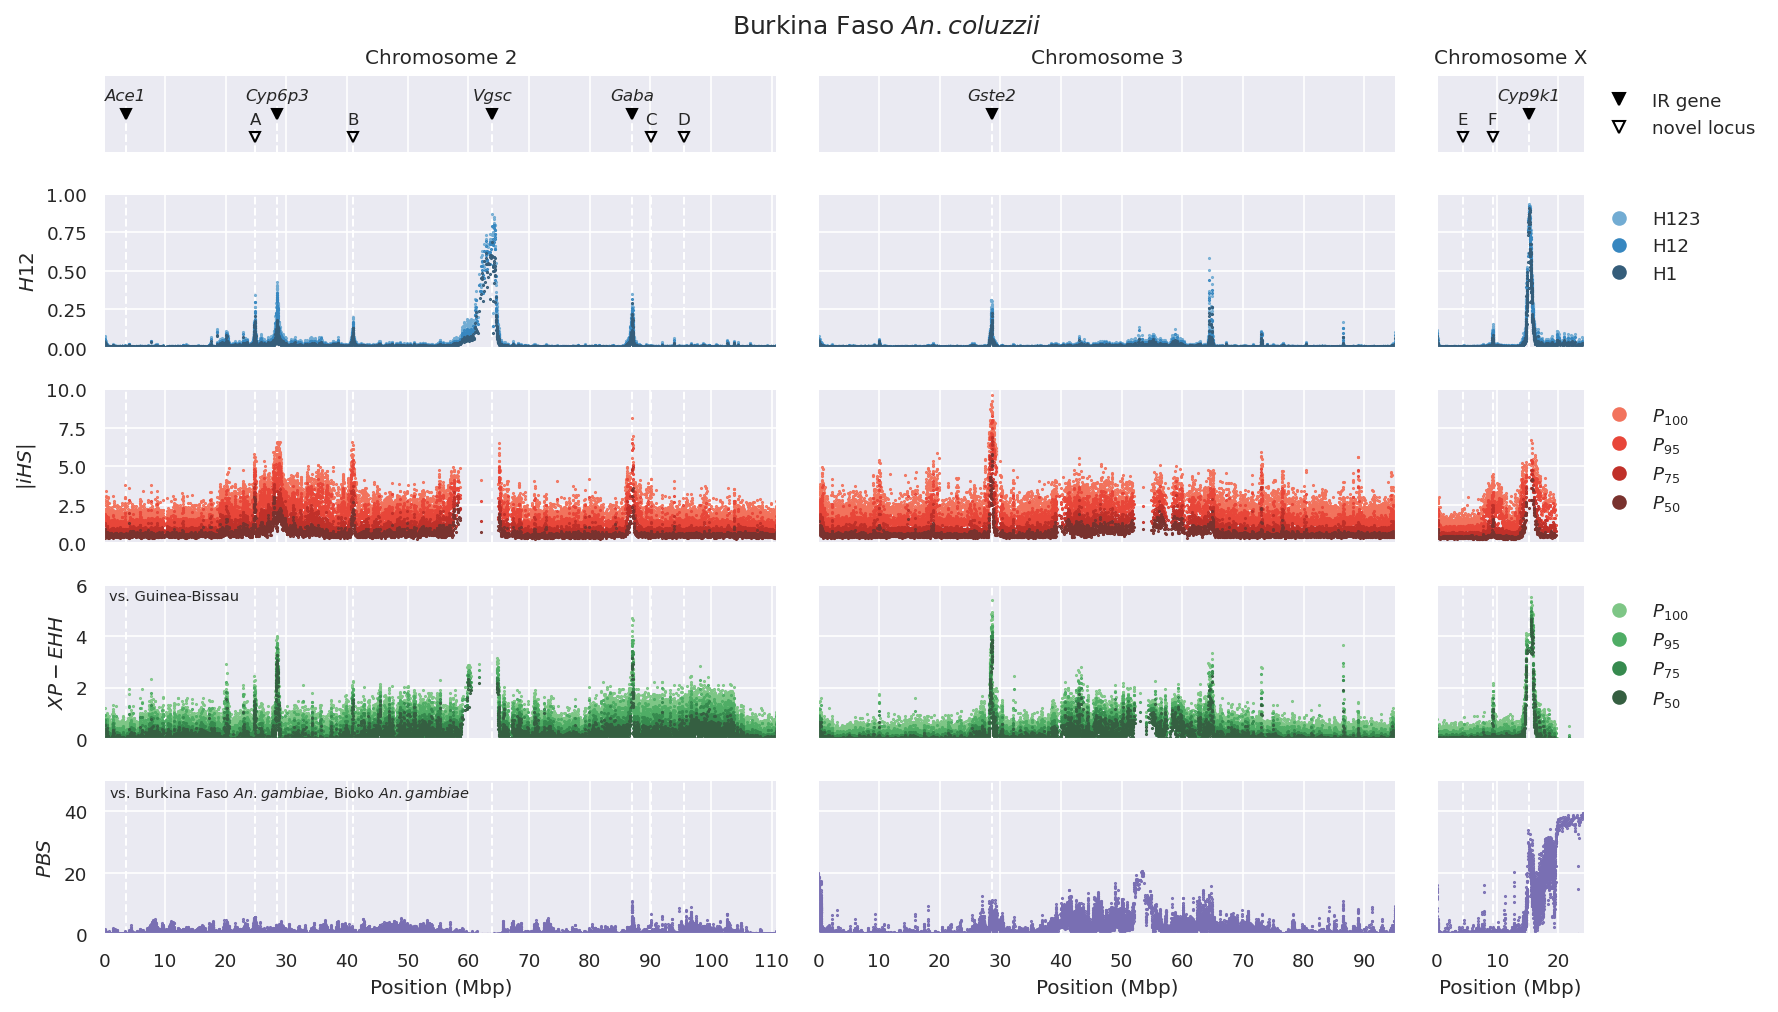 Burkina Faso An. coluzzii
Chromosome 2 Chromosome 3 Chromosome X
Ace1 Cyp6p3 Vgsc Gaba Gste2 Cyp9k1
A B C D E F
IR gene
novel locus
H12
1.00
0.75
0.50
0.25
0.00
H123
H12
H1
|iHS|
10.0
7.5
5.0
2.5
0.0
P100
P95
P75
P50
XP − EHH
6
4
2
0
vs. Guinea-Bissau
P100
P95
P75
P50
PBS
40
20
0
vs. Burkina Faso An. gambiae, Bioko An. gambiae
0 10 20 30 40 50 60 70 80 90 100 110 0 10 20 30 40 50 60 70 80 90 0 10 20
Position (Mbp) Position (Mbp) Position (Mbp)